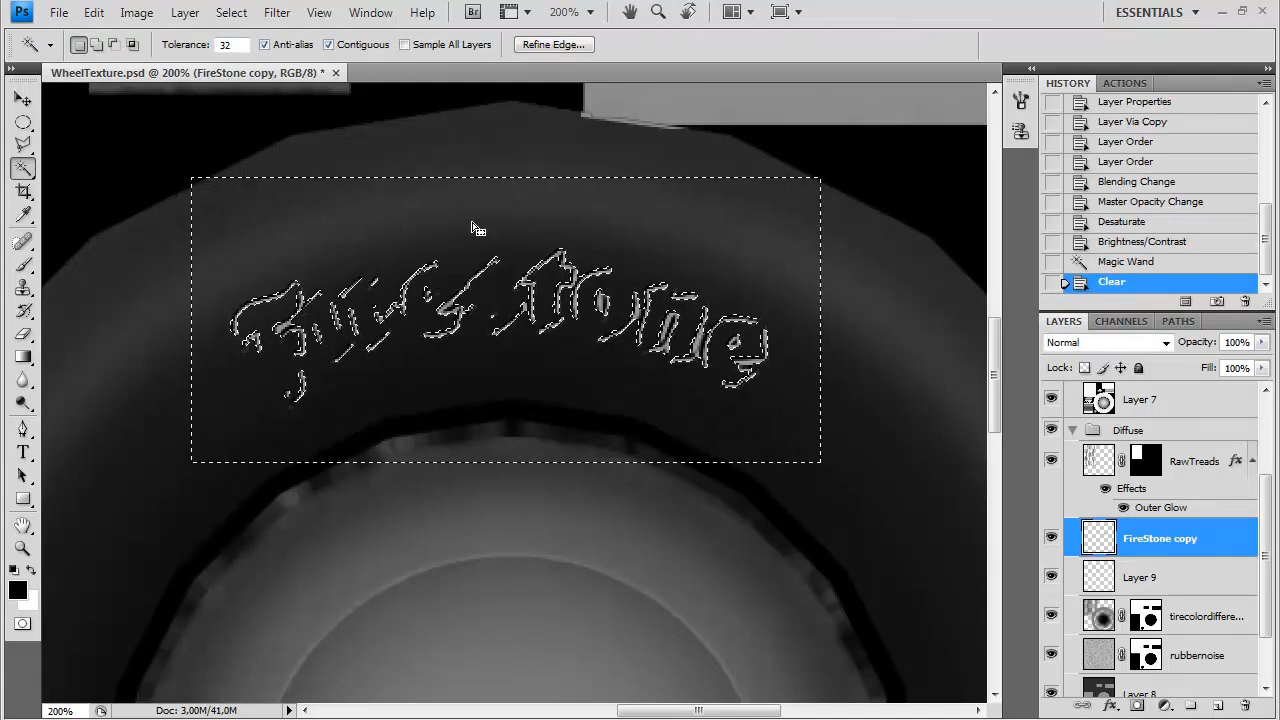 Ps File Edit Image Layer Select Filter View Window Help Br 200% ESSENTIALS
Tolerance: 32 Anti-alias Contiguous Sample All Layers Refine Edge...
WheelTexture.psd @ 200% (FireStone copy, RGB/8) *
HISTORY ACTIONS
Layer Properties
Layer Via Copy
Layer Order
Layer Order
Blending Change
Master Opacity Change
Desaturate
Brightness/Contrast
Magic Wand
Clear
LAYERS CHANNELS PATHS
Normal Opacity: 100%
Lock: Fill: 100%
Layer 7
Diffuse
RawTreads fx
Effects
Outer Glow
FireStone copy
Layer 9
tirecolordiffere...
rubbernoise
Layer 8
Firestone
T
200% Doc: 3,00M/41,0M fx.